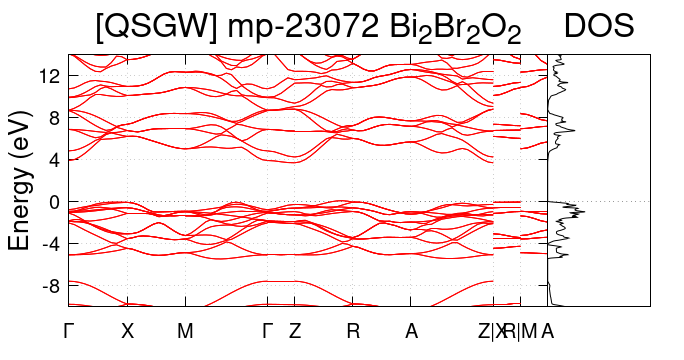 [QSGW] mp-23072 Bi₂Br₂O₂ DOS
Energy (eV)
12
8
4
0
-4
-8
Γ X M Γ Z R A Z|X R|M A